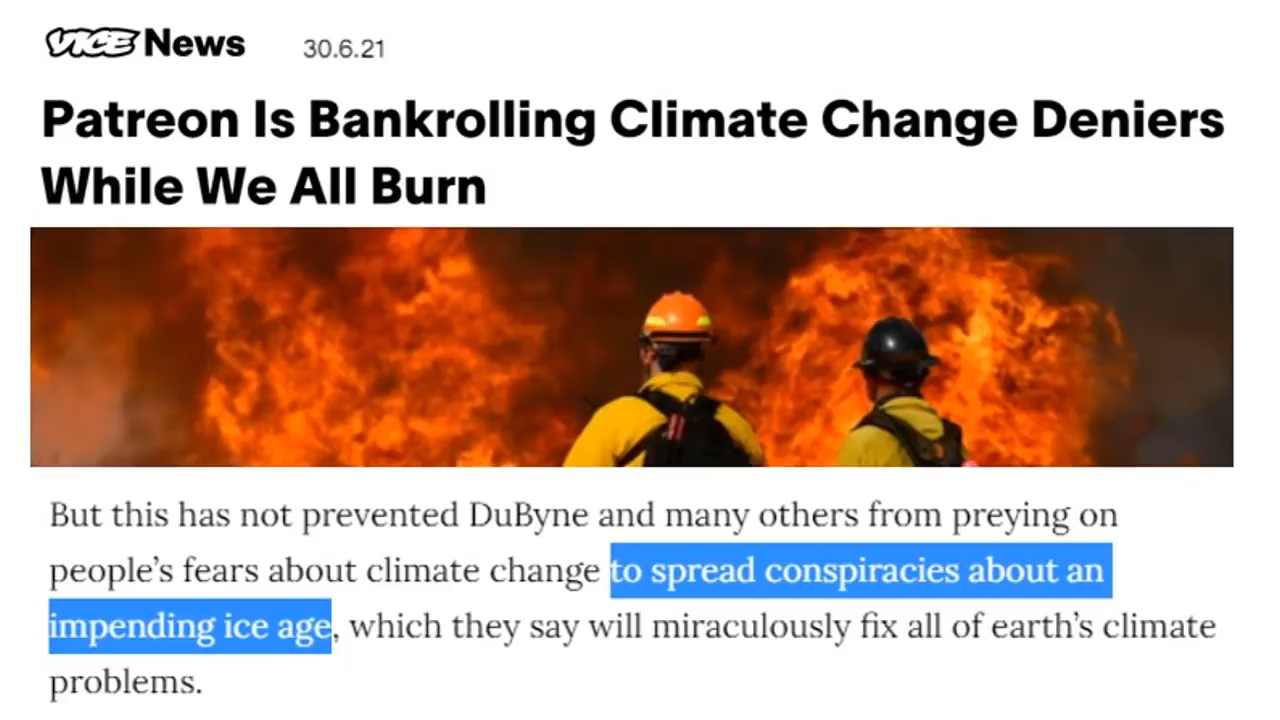 VICE News 30.6.21
Patreon Is Bankrolling Climate Change Deniers
While We All Burn
But this has not prevented DuByne and many others from preying on
people’s fears about climate change to spread conspiracies about an
impending ice age, which they say will miraculously fix all of earth’s climate
problems.